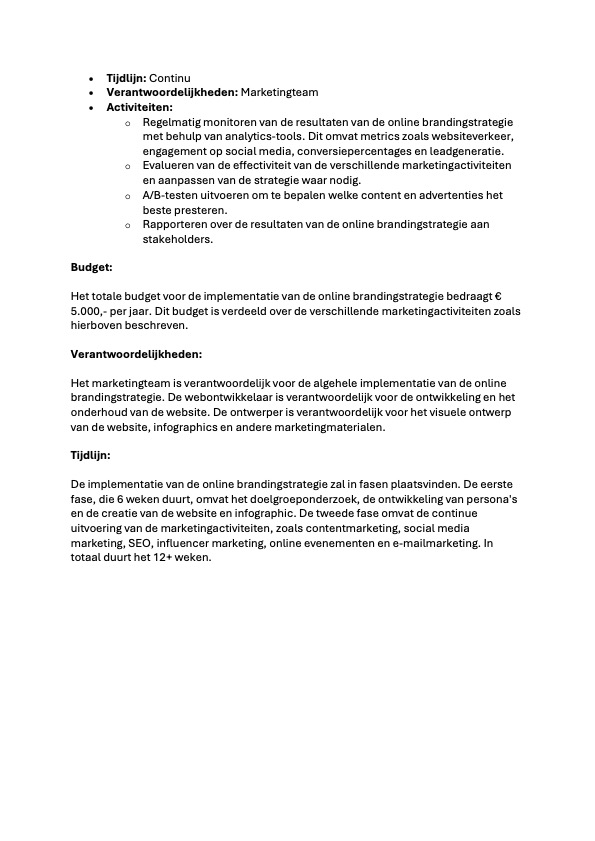 • Tijdlijn: Continu
• Verantwoordelijkheden: Marketingteam
• Activiteiten:
o Regelmatig monitoren van de resultaten van de online brandingstrategie
met behulp van analytics-tools. Dit omvat metrics zoals websiteverkeer,
engagement op social media, conversiepercentages en leadgeneratie.
o Evalueren van de effectiviteit van de verschillende marketingactiviteiten
en aanpassen van de strategie waar nodig.
o A/B-testen uitvoeren om te bepalen welke content en advertenties het
beste presteren.
o Rapporteren over de resultaten van de online brandingstrategie aan
stakeholders.
Budget:
Het totale budget voor de implementatie van de online brandingstrategie bedraagt €
5.000,- per jaar. Dit budget is verdeeld over de verschillende marketingactiviteiten zoals
hierboven beschreven.
Verantwoordelijkheden:
Het marketingteam is verantwoordelijk voor de algehele implementatie van de online
brandingstrategie. De webontwikkelaar is verantwoordelijk voor de ontwikkeling en het
onderhoud van de website. De ontwerper is verantwoordelijk voor het visuele ontwerp
van de website, infographics en andere marketingmaterialen.
Tijdlijn:
De implementatie van de online brandingstrategie zal in fasen plaatsvinden. De eerste
fase, die 6 weken duurt, omvat het doelgroeponderzoek, de ontwikkeling van persona's
en de creatie van de website en infographic. De tweede fase omvat de continue
uitvoering van de marketingactiviteiten, zoals contentmarketing, social media
marketing, SEO, influencer marketing, online evenementen en e-mailmarketing. In
totaal duurt het 12+ weken.